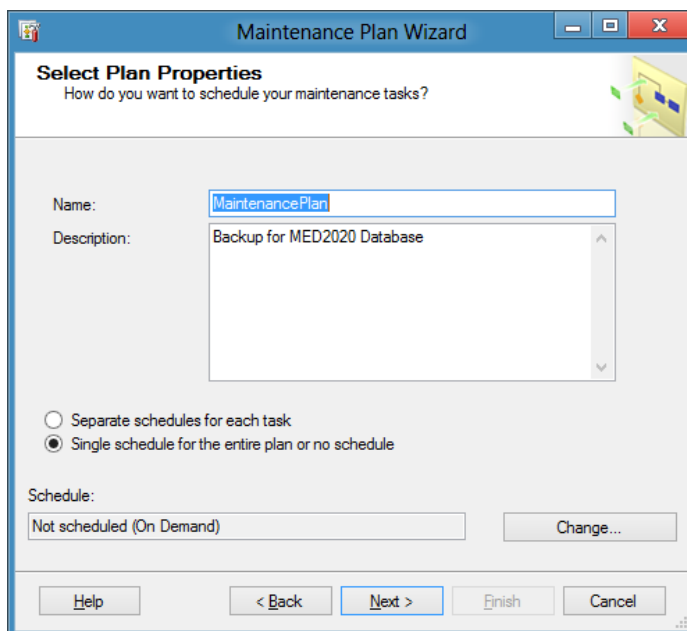 Maintenance Plan Wizard
Select Plan Properties
How do you want to schedule your maintenance tasks?
Name:
MaintenancePlan
Description:
Backup for MED2020 Database
Separate schedules for each task
Single schedule for the entire plan or no schedule
Schedule:
Not scheduled (On Demand)
Change...
Help
< Back
Next >
Finish
Cancel